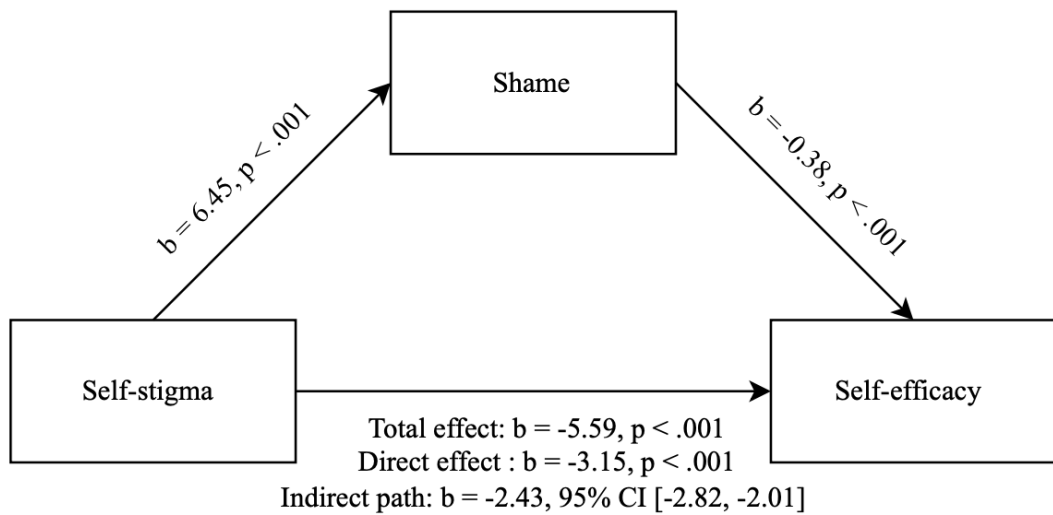 Shame
b = 6.45, p < .001
b = -0.38, p < .001
Self-stigma
Self-efficacy
Total effect: b = -5.59, p < .001
Direct effect : b = -3.15, p < .001
Indirect path: b = -2.43, 95% CI [-2.82, -2.01]